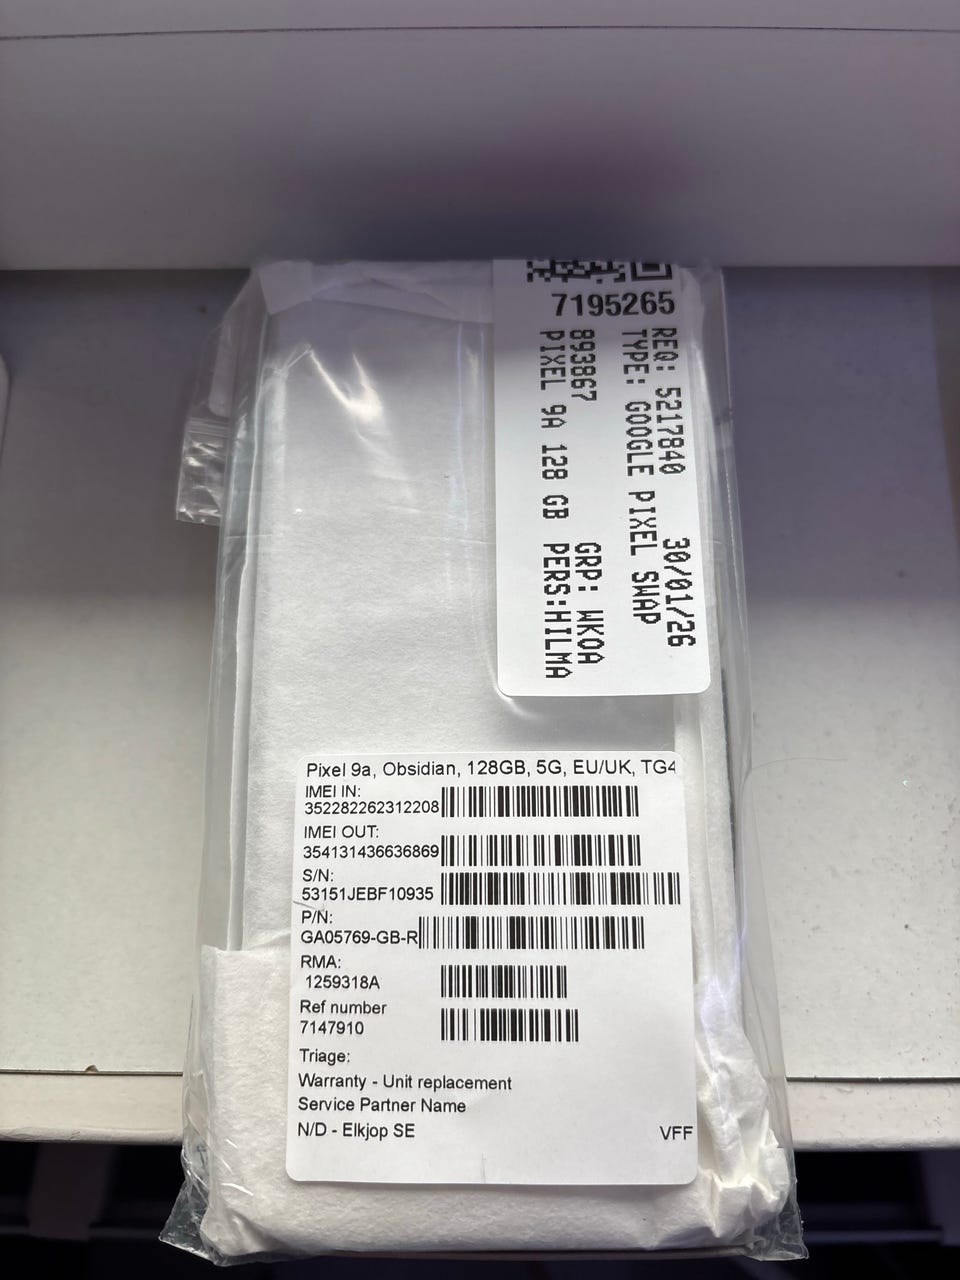 7195265
REQ: 5217840 30/01/26
TYPE: GOOGLE PIXEL SWAP
893867 GRP: WKOA
PIXEL 9A 128 GB PERS:HILMA
Pixel 9a, Obsidian, 128GB, 5G, EU/UK, TG4
IMEI IN:
352282262312208
IMEI OUT:
354131436636869
S/N:
53151JEBF10935
P/N:
GA05769-GB-R
RMA:
1259318A
Ref number
7147910
Triage:
Warranty - Unit replacement
Service Partner Name
N/D - Elkjop SE VFF